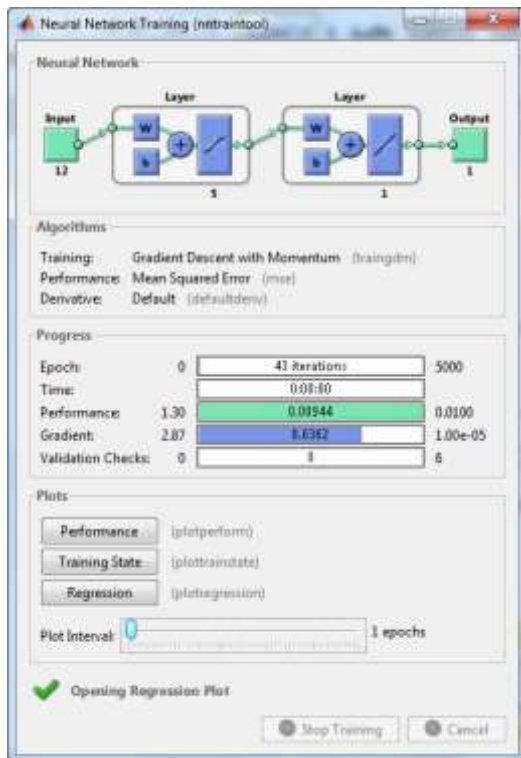 Neural Network Training (nntraintool)
Neural Network
Layer Layer
Input Output
W W
b b
12 5 1 1
Algorithms
Training: Gradient Descent with Momentum (traingdm)
Performance: Mean Squared Error (mse)
Derivative: Default (defaultderiv)
Progress
Epoch: 0 43 iterations 5000
Time: 0:00:00
Performance: 1.30 0.00944 0.0100
Gradient: 2.87 1.00e-05
Validation Checks: 0 6
Plots
Performance (plotperform)
Training State (plottrainstate)
Regression (plotregression)
Plot Interval: 1 epochs
Opening Regression Plot
Stop Training Cancel